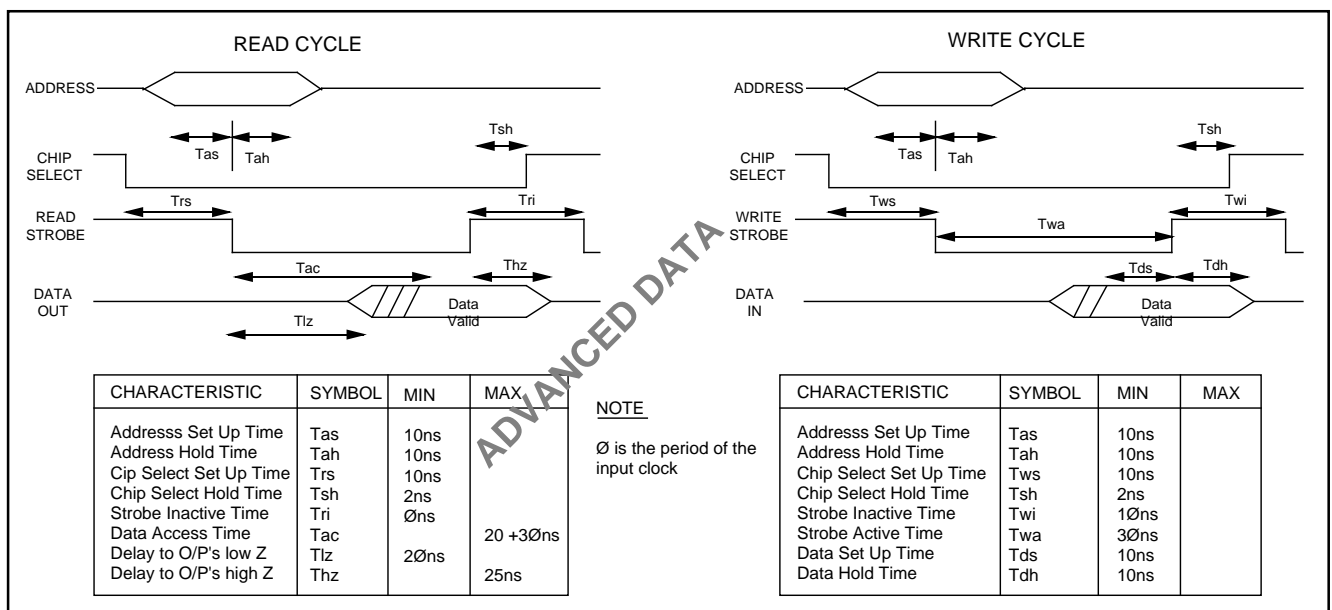 READ CYCLE
ADDRESS
Tas
Tah
Tsh
CHIP
SELECT
Trs
Tri
READ
STROBE
Tac
Thz
DATA
OUT
Data
Valid
Tlz
WRITE CYCLE
ADDRESS
Tas
Tah
Tsh
CHIP
SELECT
Tws
Twi
WRITE
STROBE
Twa
Tds
Tdh
DATA
IN
Data
Valid
ADVANCED DATA
CHARACTERISTIC SYMBOL MIN MAX
Addresss Set Up Time Tas 10ns
Address Hold Time Tah 10ns
Cip Select Set Up Time Trs 10ns
Chip Select Hold Time Tsh 2ns
Strobe Inactive Time Tri Øns
Data Access Time Tac 20 +3Øns
Delay to O/P's low Z Tlz 2Øns
Delay to O/P's high Z Thz 25ns
NOTE
Ø is the period of the
input clock
CHARACTERISTIC SYMBOL MIN MAX
Addresss Set Up Time Tas 10ns
Address Hold Time Tah 10ns
Chip Select Set Up Time Tws 10ns
Chip Select Hold Time Tsh 2ns
Strobe Inactive Time Twi 1Øns
Strobe Active Time Twa 3Øns
Data Set Up Time Tds 10ns
Data Hold Time Tdh 10ns